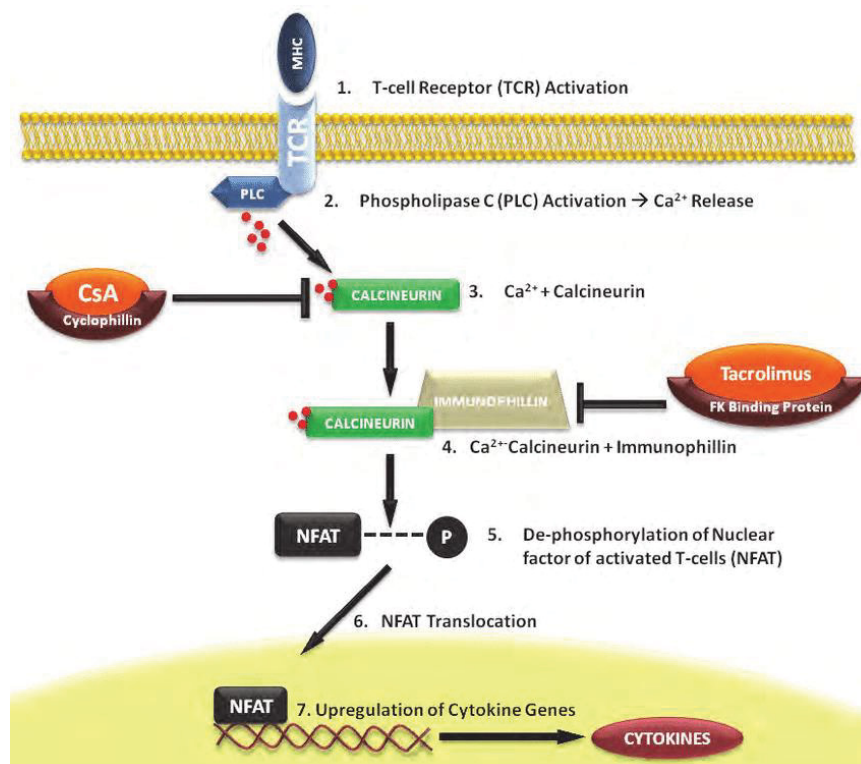 MHC
1. T-cell Receptor (TCR) Activation
TCR
PLC
2. Phospholipase C (PLC) Activation → Ca²⁺ Release
CsA
Cyclophillin
CALCINEURIN
3. Ca²⁺ + Calcineurin
Tacrolimus
FK Binding Protein
IMMUNOPHILLIN
CALCINEURIN
4. Ca²⁺⁻Calcineurin + Immunophillin
NFAT
P
5. De-phosphorylation of Nuclear
factor of activated T-cells (NFAT)
6. NFAT Translocation
NFAT
7. Upregulation of Cytokine Genes
CYTOKINES